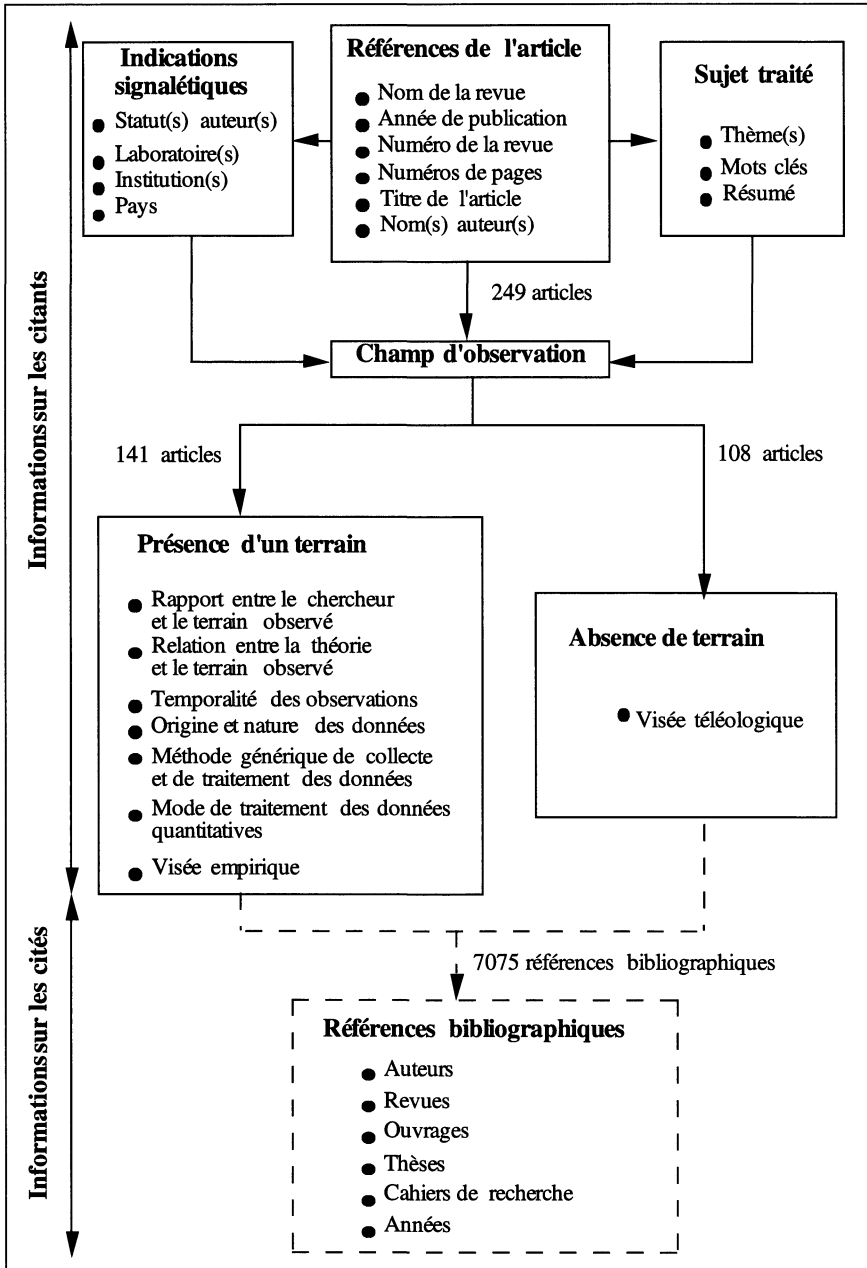 Informations sur les citants
Indications
signalétiques
● Statut(s) auteur(s)
● Laboratoire(s)
● Institution(s)
● Pays
Références de l'article
● Nom de la revue
● Année de publication
● Numéro de la revue
● Numéros de pages
● Titre de l'article
● Nom(s) auteur(s)
Sujet traité
● Thème(s)
● Mots clés
● Résumé
249 articles
Champ d'observation
141 articles
108 articles
Présence d'un terrain
● Rapport entre le chercheur
et le terrain observé
● Relation entre la théorie
et le terrain observé
● Temporalité des observations
● Origine et nature des données
● Méthode générique de collecte
et de traitement des données
● Mode de traitement des données
quantitatives
● Visée empirique
Absence de terrain
● Visée téléologique
Informations sur les cités
7075 références bibliographiques
Références bibliographiques
● Auteurs
● Revues
● Ouvrages
● Thèses
● Cahiers de recherche
● Années